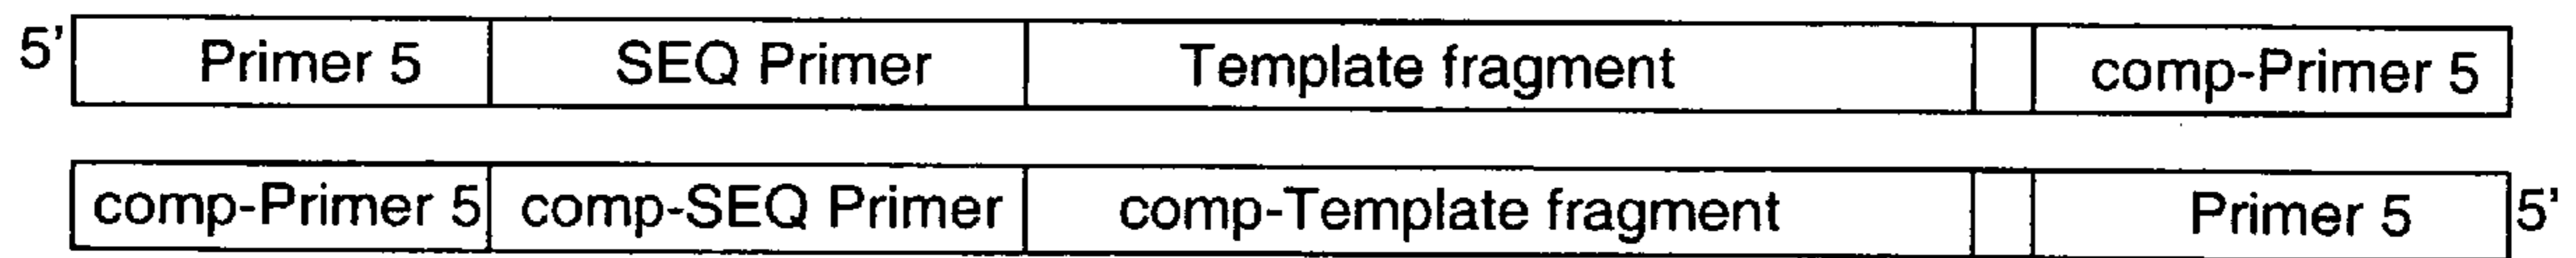 5' Primer 5 SEQ Primer Template fragment comp-Primer 5
comp-Primer 5 comp-SEQ Primer comp-Template fragment Primer 5 5'